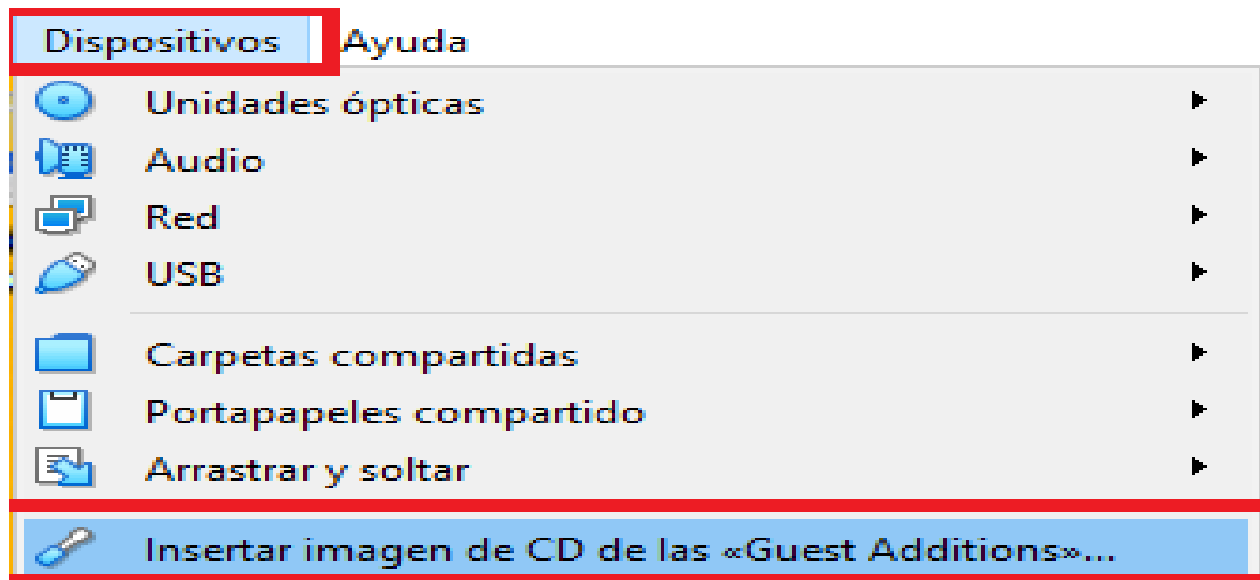 Dispositivos Ayuda
Unidades ópticas
Audio
Red
USB
Carpetas compartidas
Portapapeles compartido
Arrastrar y soltar
Insertar imagen de CD de las «Guest Additions»...